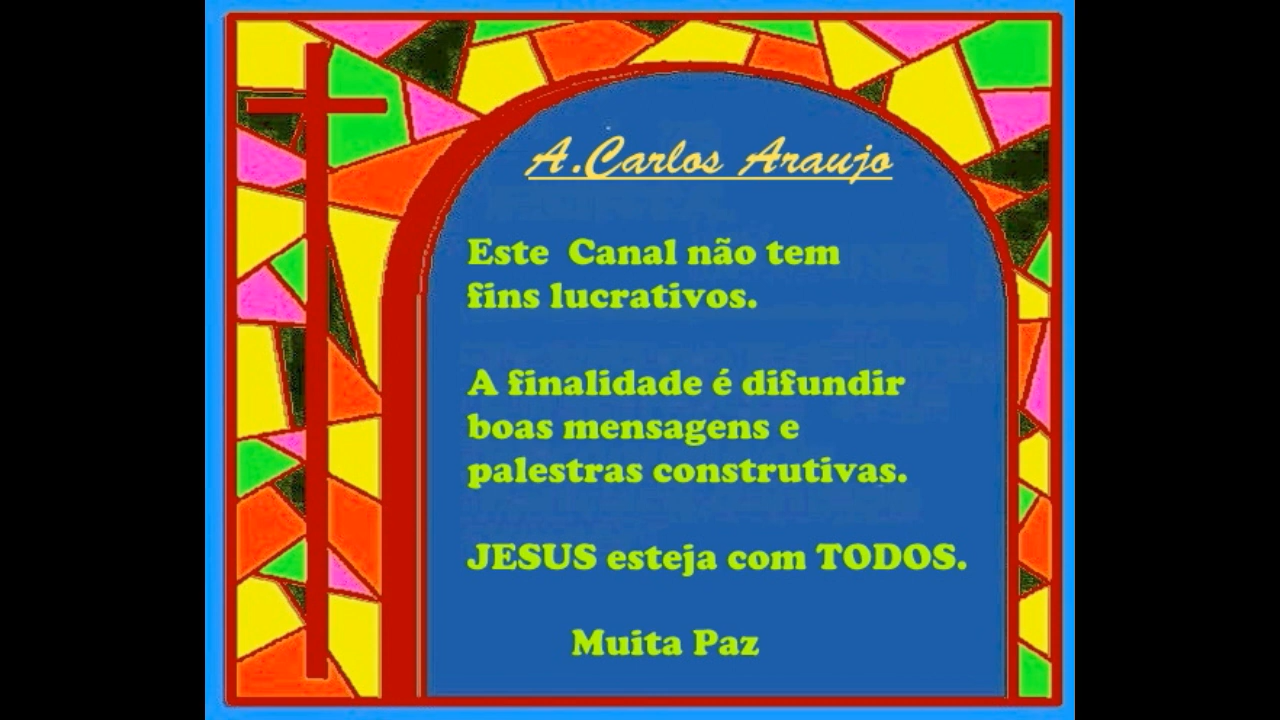 A.Carlos Araujo
Este Canal não tem
fins lucrativos.
A finalidade é difundir
boas mensagens e
palestras construtivas.
JESUS esteja com TODOS.
Muita Paz